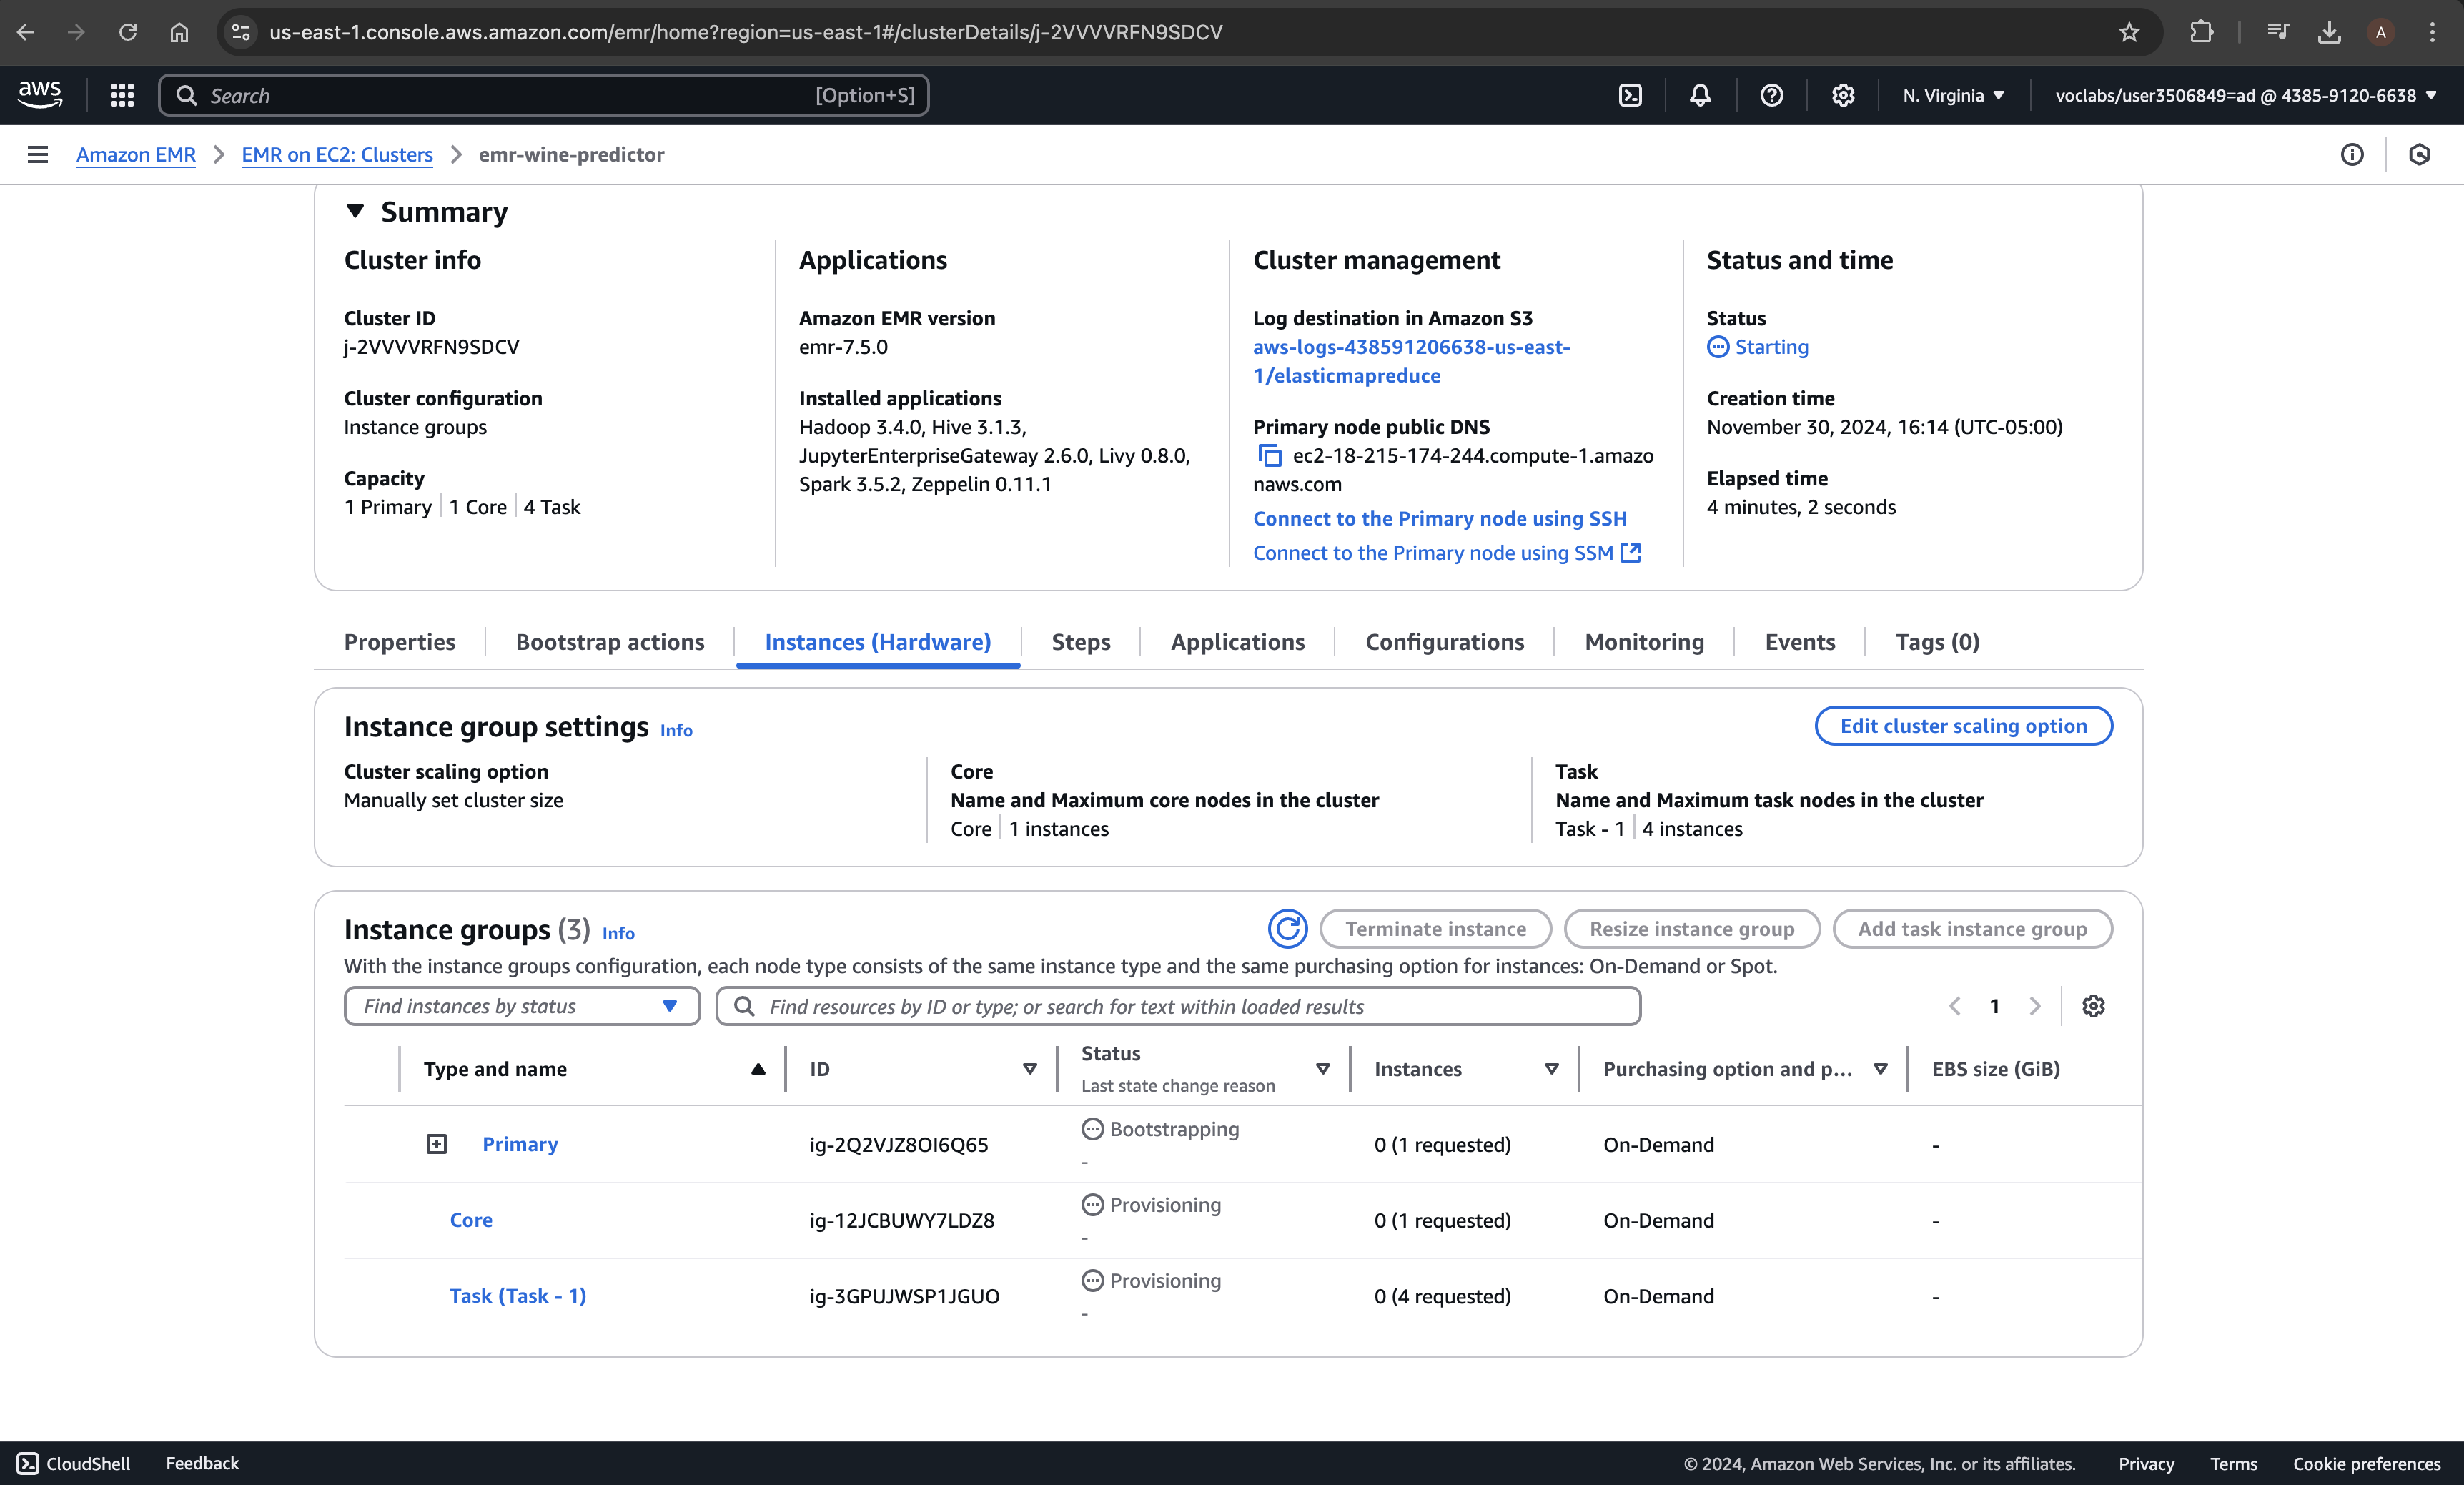 us-east-1.console.aws.amazon.com/emr/home?region=us-east-1#/clusterDetails/j-2VVVVRFN9SDCV
A
aws
Search
[Option+S]
N. Virginia
voclabs/user3506849=ad @ 4385-9120-6638
Amazon EMR
EMR on EC2: Clusters
emr-wine-predictor
Summary
Cluster info
Cluster ID
j-2VVVVRFN9SDCV
Cluster configuration
Instance groups
Capacity
1 Primary
1 Core
4 Task
Applications
Amazon EMR version
emr-7.5.0
Installed applications
Hadoop 3.4.0, Hive 3.1.3,
JupyterEnterpriseGateway 2.6.0, Livy 0.8.0,
Spark 3.5.2, Zeppelin 0.11.1
Cluster management
Log destination in Amazon S3
aws-logs-438591206638-us-east-
1/elasticmapreduce
Primary node public DNS
ec2-18-215-174-244.compute-1.amazo
naws.com
Connect to the Primary node using SSH
Connect to the Primary node using SSM
Status and time
Status
Starting
Creation time
November 30, 2024, 16:14 (UTC-05:00)
Elapsed time
4 minutes, 2 seconds
Properties
Bootstrap actions
Instances (Hardware)
Steps
Applications
Configurations
Monitoring
Events
Tags (0)
Instance group settings
Info
Edit cluster scaling option
Cluster scaling option
Manually set cluster size
Core
Name and Maximum core nodes in the cluster
Core
1 instances
Task
Name and Maximum task nodes in the cluster
Task - 1
4 instances
Instance groups (3)
Info
Terminate instance
Resize instance group
Add task instance group
With the instance groups configuration, each node type consists of the same instance type and the same purchasing option for instances: On-Demand or Spot.
Find instances by status
Find resources by ID or type; or search for text within loaded results
1
Type and name
ID
Status
Last state change reason
Instances
Purchasing option and p...
EBS size (GiB)
Primary
ig-2Q2VJZ8OI6Q65
Bootstrapping
-
0 (1 requested)
On-Demand
-
Core
ig-12JCBUWY7LDZ8
Provisioning
-
0 (1 requested)
On-Demand
-
Task (Task - 1)
ig-3GPUJWSP1JGUO
Provisioning
-
0 (4 requested)
On-Demand
-
CloudShell
Feedback
© 2024, Amazon Web Services, Inc. or its affiliates.
Privacy
Terms
Cookie preferences